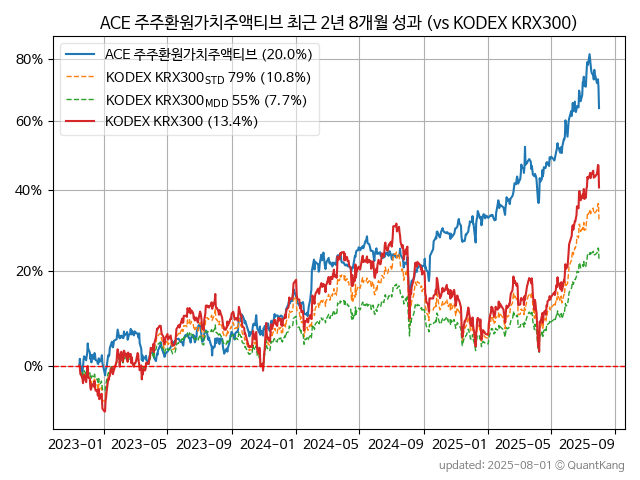 ACE 주주환원가치주액티브 최근 2년 8개월 성과 (vs KODEX KRX300)
ACE 주주환원가치주액티브 (20.0%)
KODEX KRX300STD 79% (10.8%)
KODEX KRX300MDD 55% (7.7%)
KODEX KRX300 (13.4%)
80%
60%
40%
20%
0%
2023-01 2023-05 2023-09 2024-01 2024-05 2024-09 2025-01 2025-05 2025-09
updated: 2025-08-01 © QuantKang